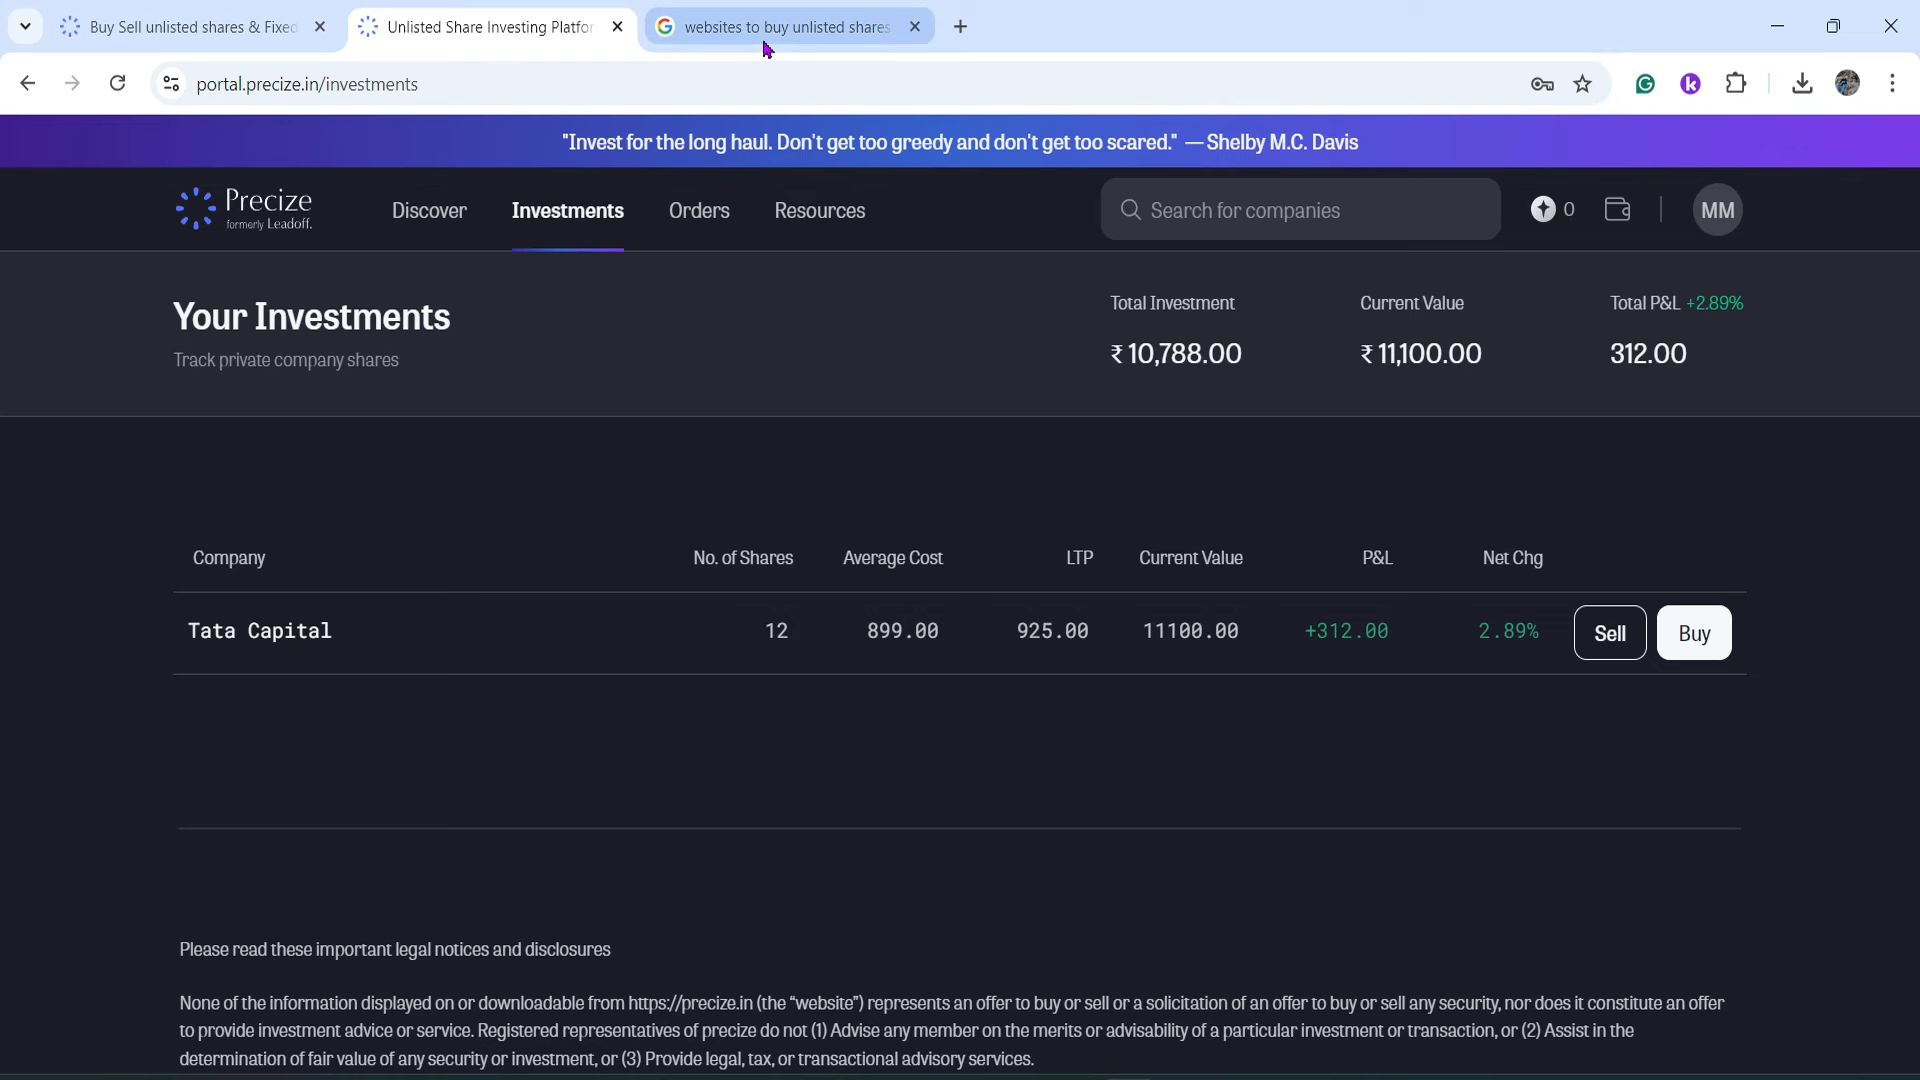 Buy Sell unlisted shares & Fixed
Unlisted Share Investing Platfor
websites to buy unlisted shares
portal.precize.in/investments
"Invest for the long haul. Don't get too greedy and don't get too scared." — Shelby M.C. Davis
Precize
formerly Leadoff.
Discover
Investments
Orders
Resources
Search for companies
0
MM
Your Investments
Track private company shares
Total Investment
Current Value
Total P&L +2.89%
₹ 10,788.00
₹ 11,100.00
312.00
Company No. of Shares Average Cost LTP Current Value P&L Net Chg
Tata Capital 12 899.00 925.00 11100.00 +312.00 2.89% Sell Buy
Please read these important legal notices and disclosures
None of the information displayed on or downloadable from https://precize.in (the “website”) represents an offer to buy or sell or a solicitation of an offer to buy or sell any security, nor does it constitute an offer
to provide investment advice or service. Registered representatives of precize do not (1) Advise any member on the merits or advisability of a particular investment or transaction, or (2) Assist in the
determination of fair value of any security or investment, or (3) Provide legal, tax, or transactional advisory services.